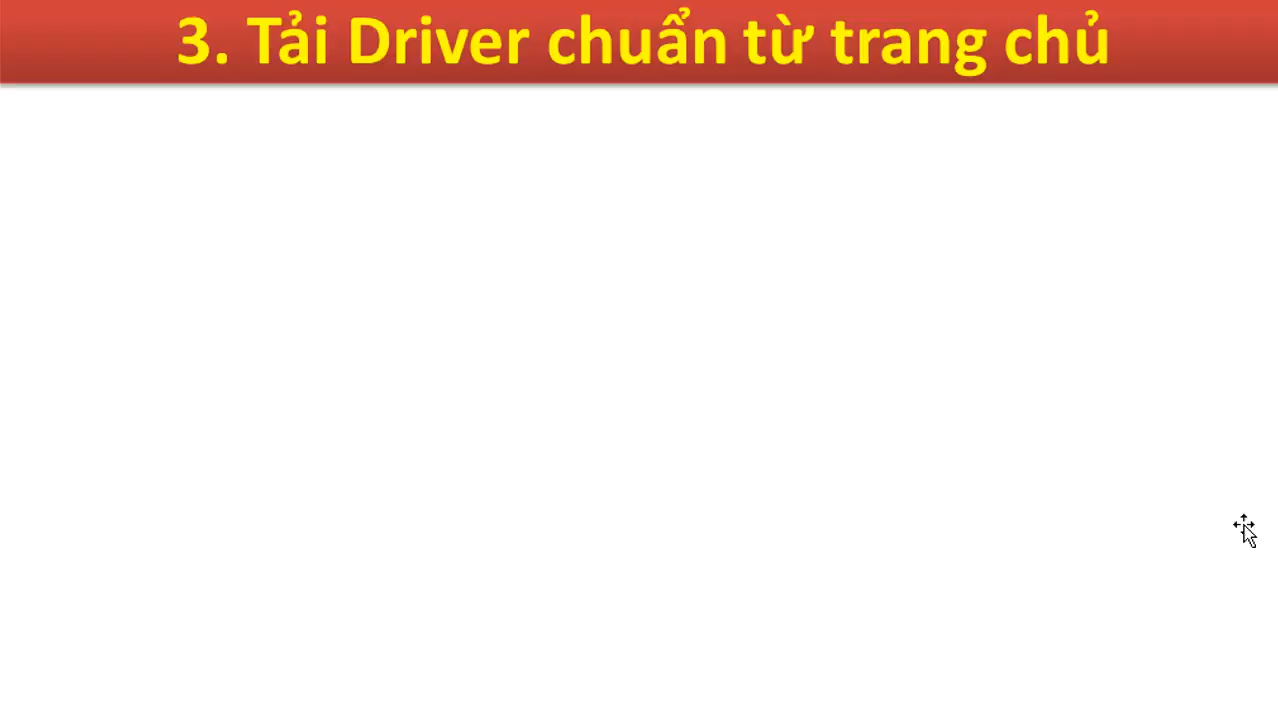 3. Tải Driver chuẩn từ trang chủ